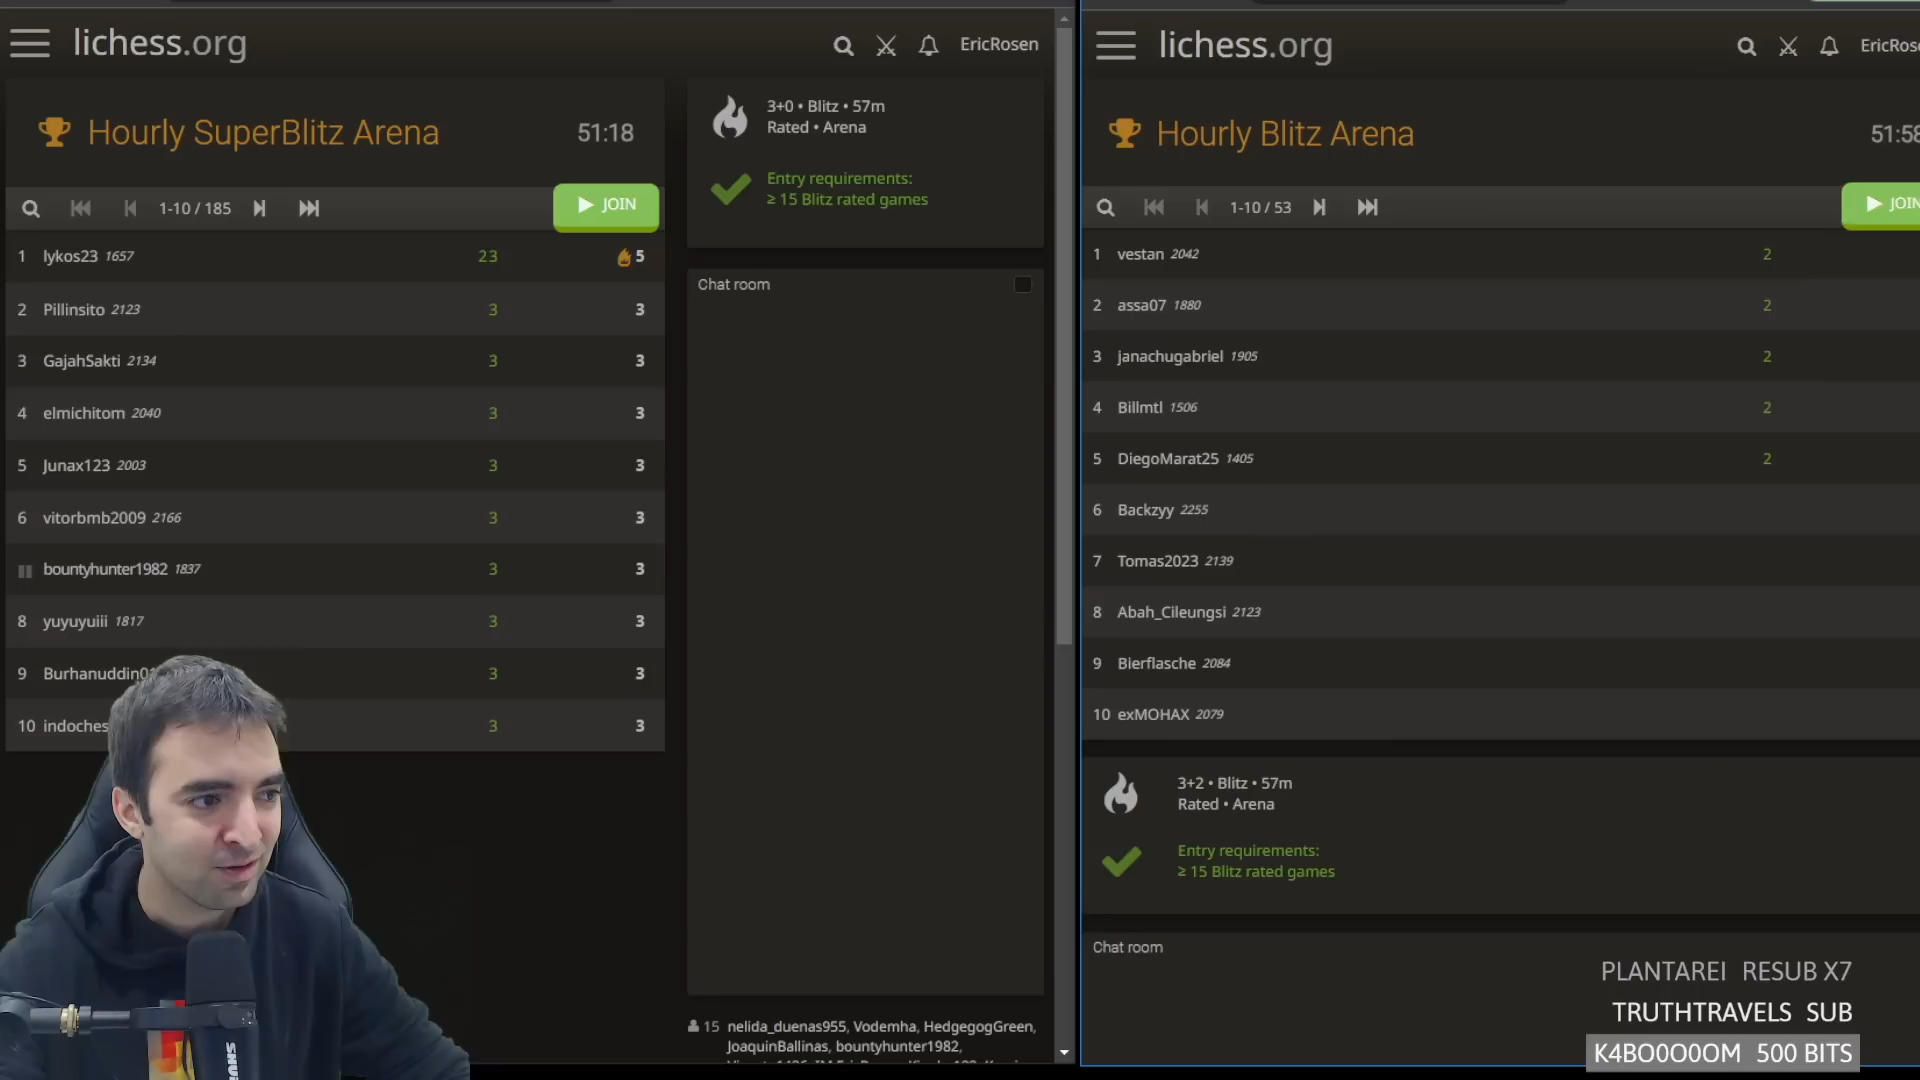 lichess.org
EricRosen
Hourly SuperBlitz Arena 51:18
1-10 / 185
JOIN
1 lykos23 1657 23 5
2 Pillinsito 2123 3 3
3 GajahSakti 2134 3 3
4 elmichitom 2040 3 3
5 Junax123 2003 3 3
6 vitorbmb2009 2166 3 3
bountyhunter1982 1837 3 3
8 yuyuyuiii 1817 3 3
9 3 3
10 3 3
3+0 • Blitz • 57m
Rated • Arena
Entry requirements:
≥ 15 Blitz rated games
Chat room
15 nelida_duenas955, Vodemha, HedgegogGreen,
JoaquinBallinas, bountyhunter1982,
lichess.org
Hourly Blitz Arena
1-10 / 53
1 vestan 2042 2
2 assa07 1880 2
3 janachugabriel 1905 2
4 Billmtl 1506 2
5 DiegoMarat25 1405 2
6 Backzyy 2255
7 Tomas2023 2139
8 Abah_Cileungsi 2123
9 Bierflasche 2084
10 exMOHAX 2079
3+2 • Blitz • 57m
Rated • Arena
Entry requirements:
≥ 15 Blitz rated games
Chat room
PLANTAREI RESUB X7
TRUTHTRAVELS SUB
K4BO0O0OM 500 BITS
SHU